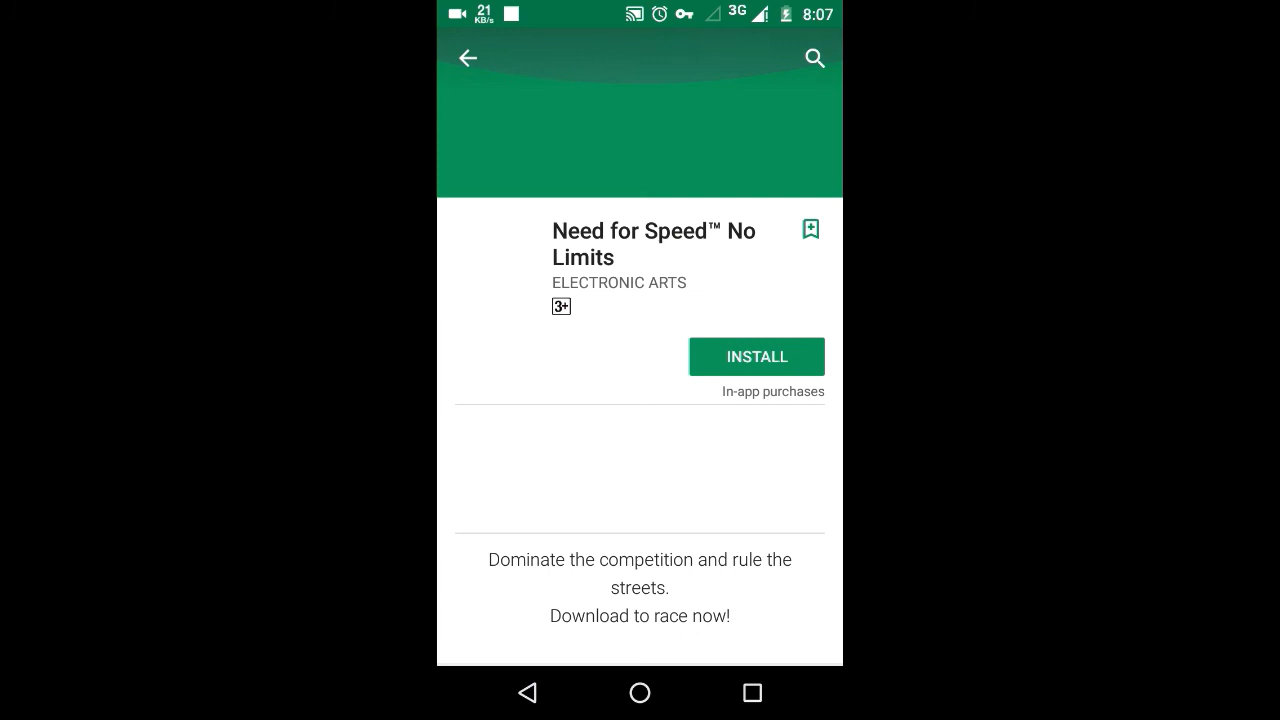 21
KB/s
3G
8:07
Need for Speed™ No
Limits
ELECTRONIC ARTS
3+
INSTALL
In-app purchases
Dominate the competition and rule the
streets.
Download to race now!